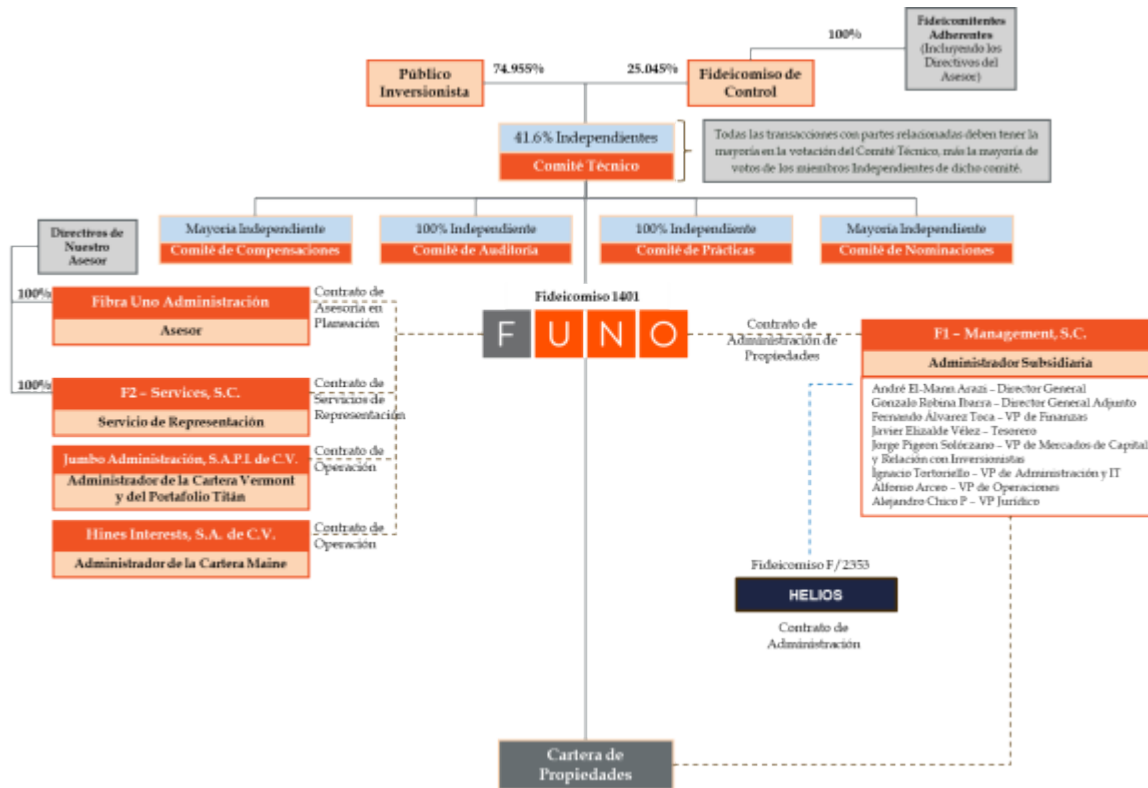 Fideicomitentes
Adherentes
(Incluyendo los
Directivos del
Asesor)
100%
Público
Inversionista
74.955%
25.045%
Fideicomiso de
Control
41.6% Independientes
Comité Técnico
Todas las transacciones con partes relacionadas deben tener la
mayoría en la votación del Comité Técnico, más la mayoría de
votos de los miembros Independientes de dicho comité.
Mayoria Independiente
Comité de Compensaciones
100% Independiente
Comité de Auditoría
100% Independiente
Comité de Prácticas
Mayoria Independiente
Comité de Nominaciones
Directivos de
Nuestro
Asesor
100%
Fibra Uno Administración
Asesor
Contrato de
Asesoría en
Planeación
Fideicomiso 1401
FUNO
Contrato de
Administración de
Propiedades
F1 – Management, S.C.
Administrador Subsidiaria
André El-Mann Arazi – Director General
Gonzalo Robina Ibarra – Director General Adjunto
Fernando Álvarez Toca – VP de Finanzas
Javier Elizalde Vélez – Tesorero
Jorge Pigeon Solórzano – VP de Mercados de Capital
y Relación con Inversionistas
Ignacio Tortoriello – VP de Administración y IT
Alfonso Arceo – VP de Operaciones
Alejandro Chico P – VP Jurídico
100%
F2 – Services, S.C.
Servicio de Representación
Contrato de
Servicios de
Representación
Jumbo Administración, S.A.P.I. de C.V.
Administrador de la Cartera Vermont
y del Portafolio Titán
Contrato de
Operación
Hines Interests, S.A. de C.V.
Administrador de la Cartera Maine
Contrato de
Operación
Fideicomiso F/2353
HELIOS
Contrato de
Administración
Cartera de
Propiedades